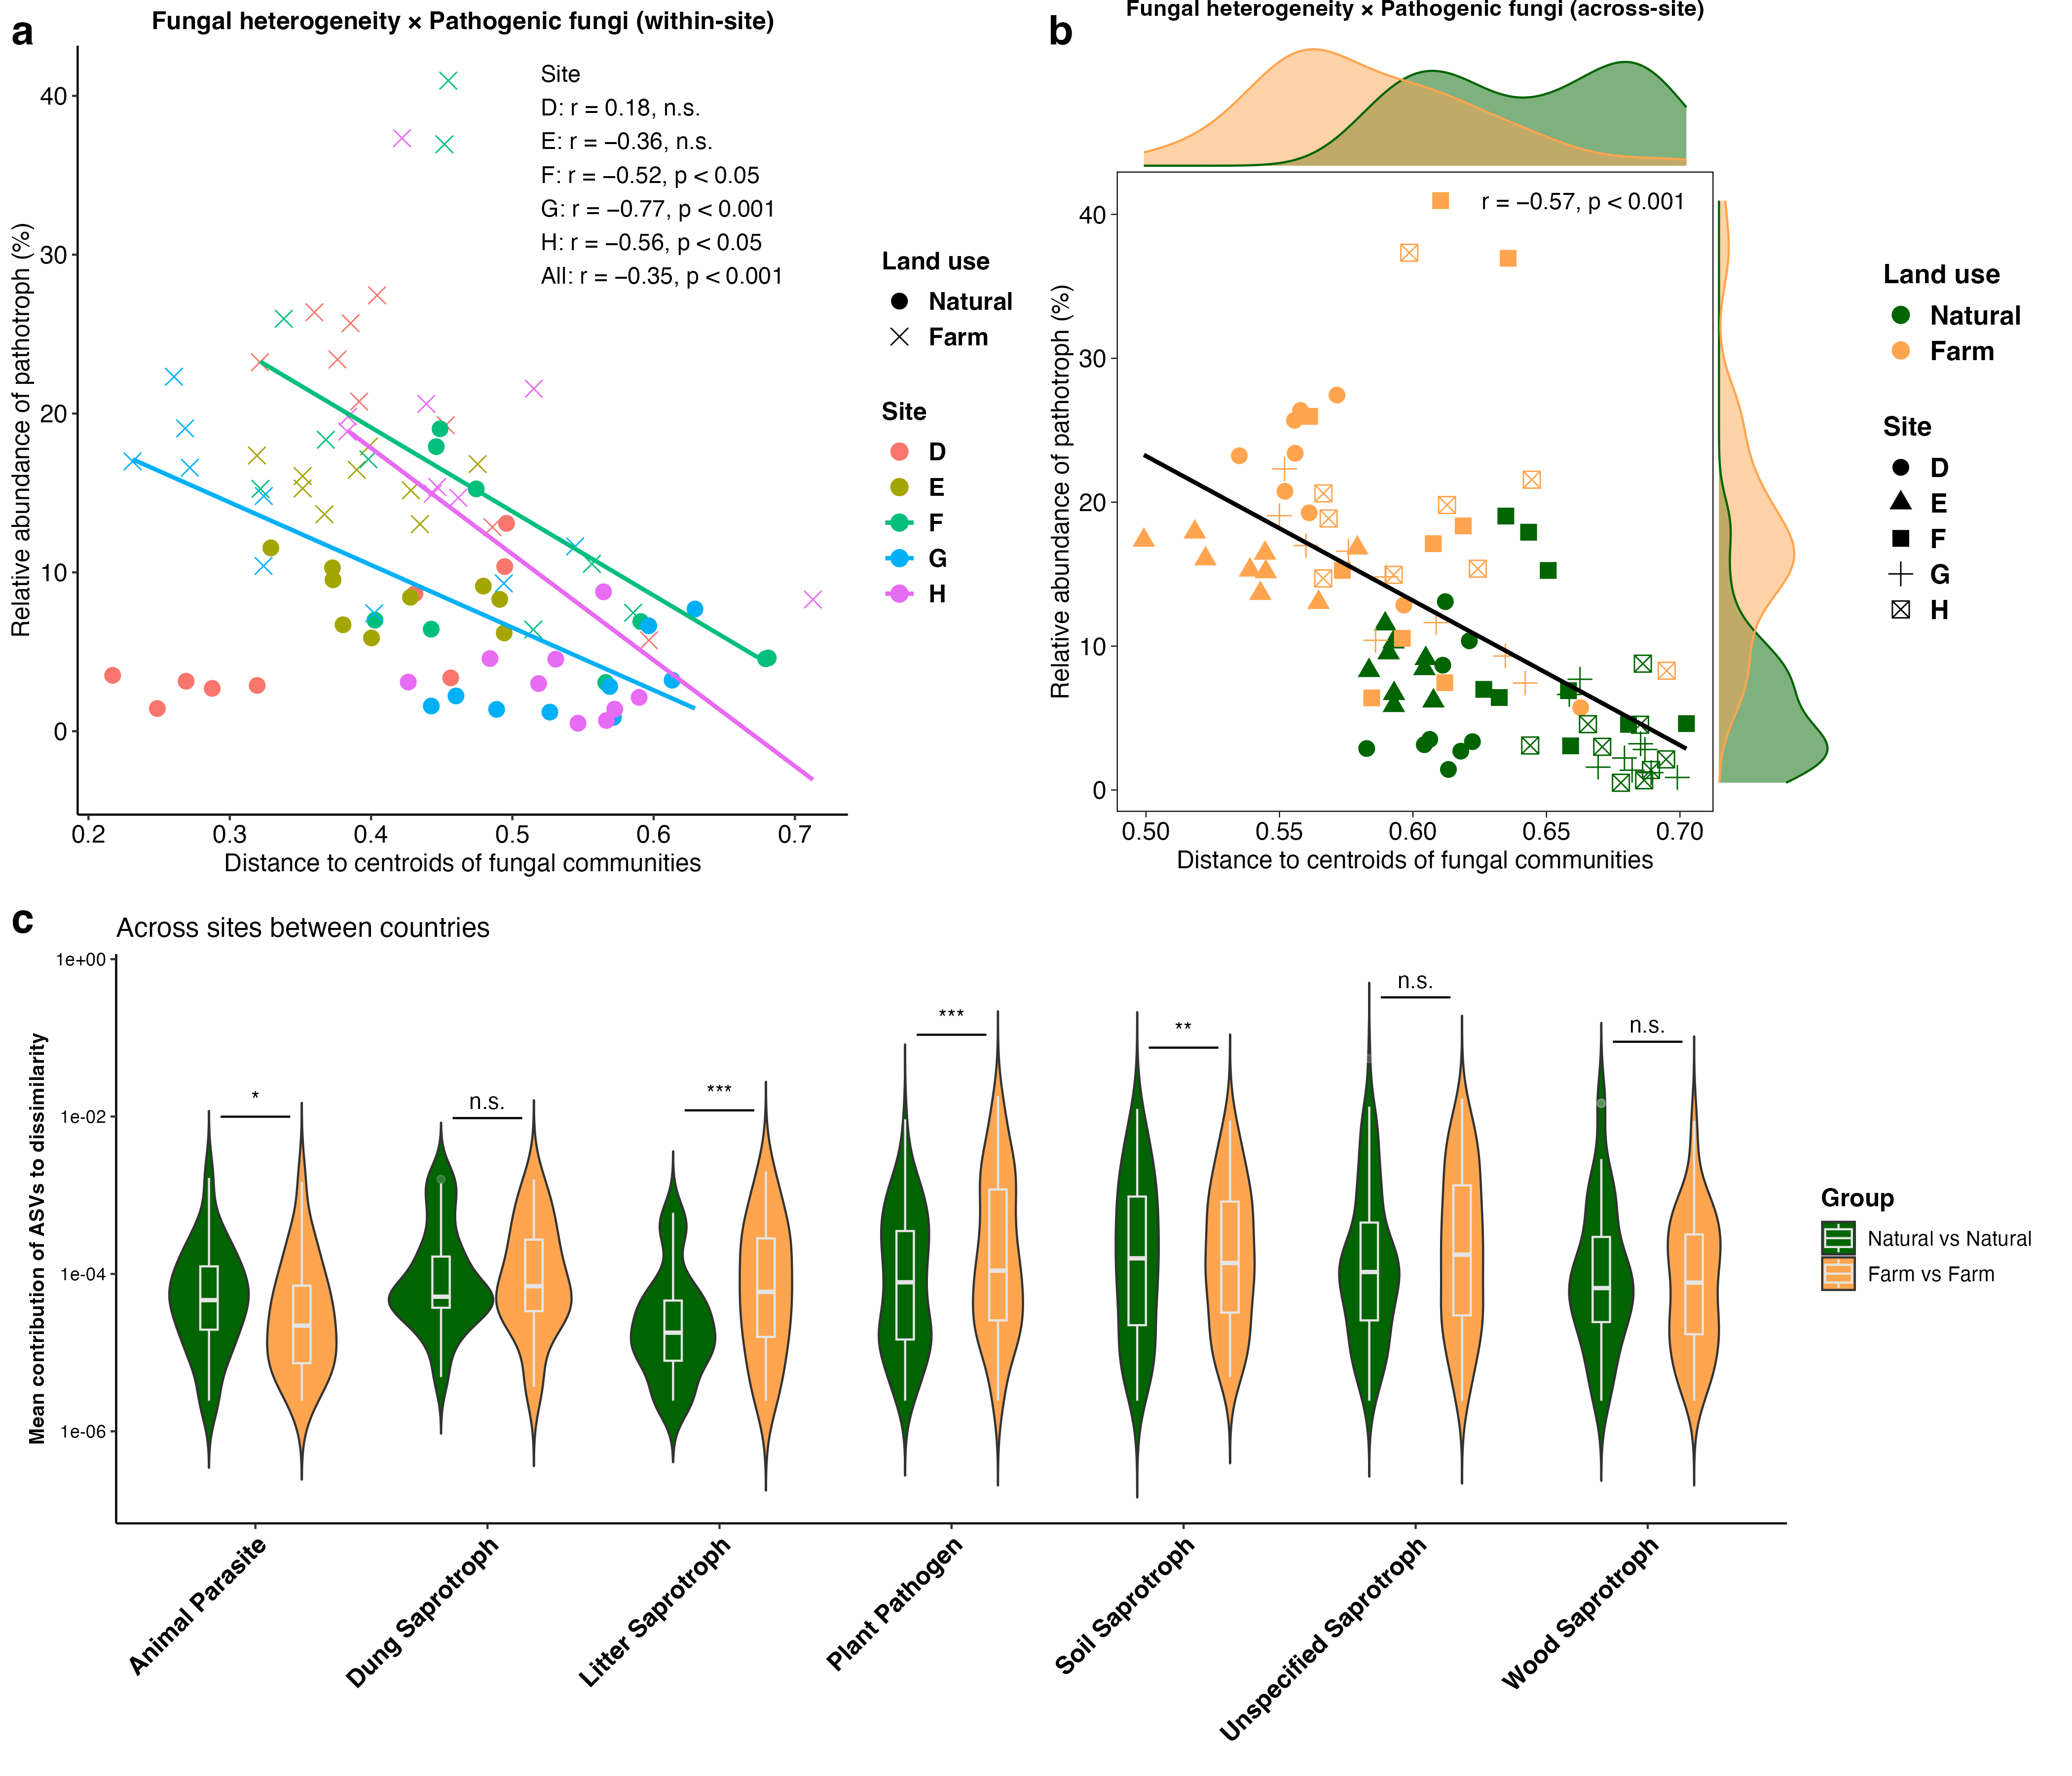 a
Fungal heterogeneity × Pathogenic fungi (within-site)
Relative abundance of pathotroph (%)
40
30
20
10
0
0.2 0.3 0.4 0.5 0.6 0.7
Distance to centroids of fungal communities
Site
D: r = 0.18, n.s.
E: r = −0.36, n.s.
F: r = −0.52, p < 0.05
G: r = −0.77, p < 0.001
H: r = −0.56, p < 0.05
All: r = −0.35, p < 0.001
Land use
Natural
Farm
Site
D
E
F
G
H
b
Fungal heterogeneity × Pathogenic fungi (across-site)
r = −0.57, p < 0.001
Relative abundance of pathotroph (%)
40
30
20
10
0
0.50 0.55 0.60 0.65 0.70
Distance to centroids of fungal communities
Land use
Natural
Farm
Site
D
E
F
G
H
c
Across sites between countries
Mean contribution of ASVs to dissimilarity
1e+00
1e-02
1e-04
1e-06
* n.s. *** *** ** n.s. n.s.
Animal Parasite
Dung Saprotroph
Litter Saprotroph
Plant Pathogen
Soil Saprotroph
Unspecified Saprotroph
Wood Saprotroph
Group
Natural vs Natural
Farm vs Farm